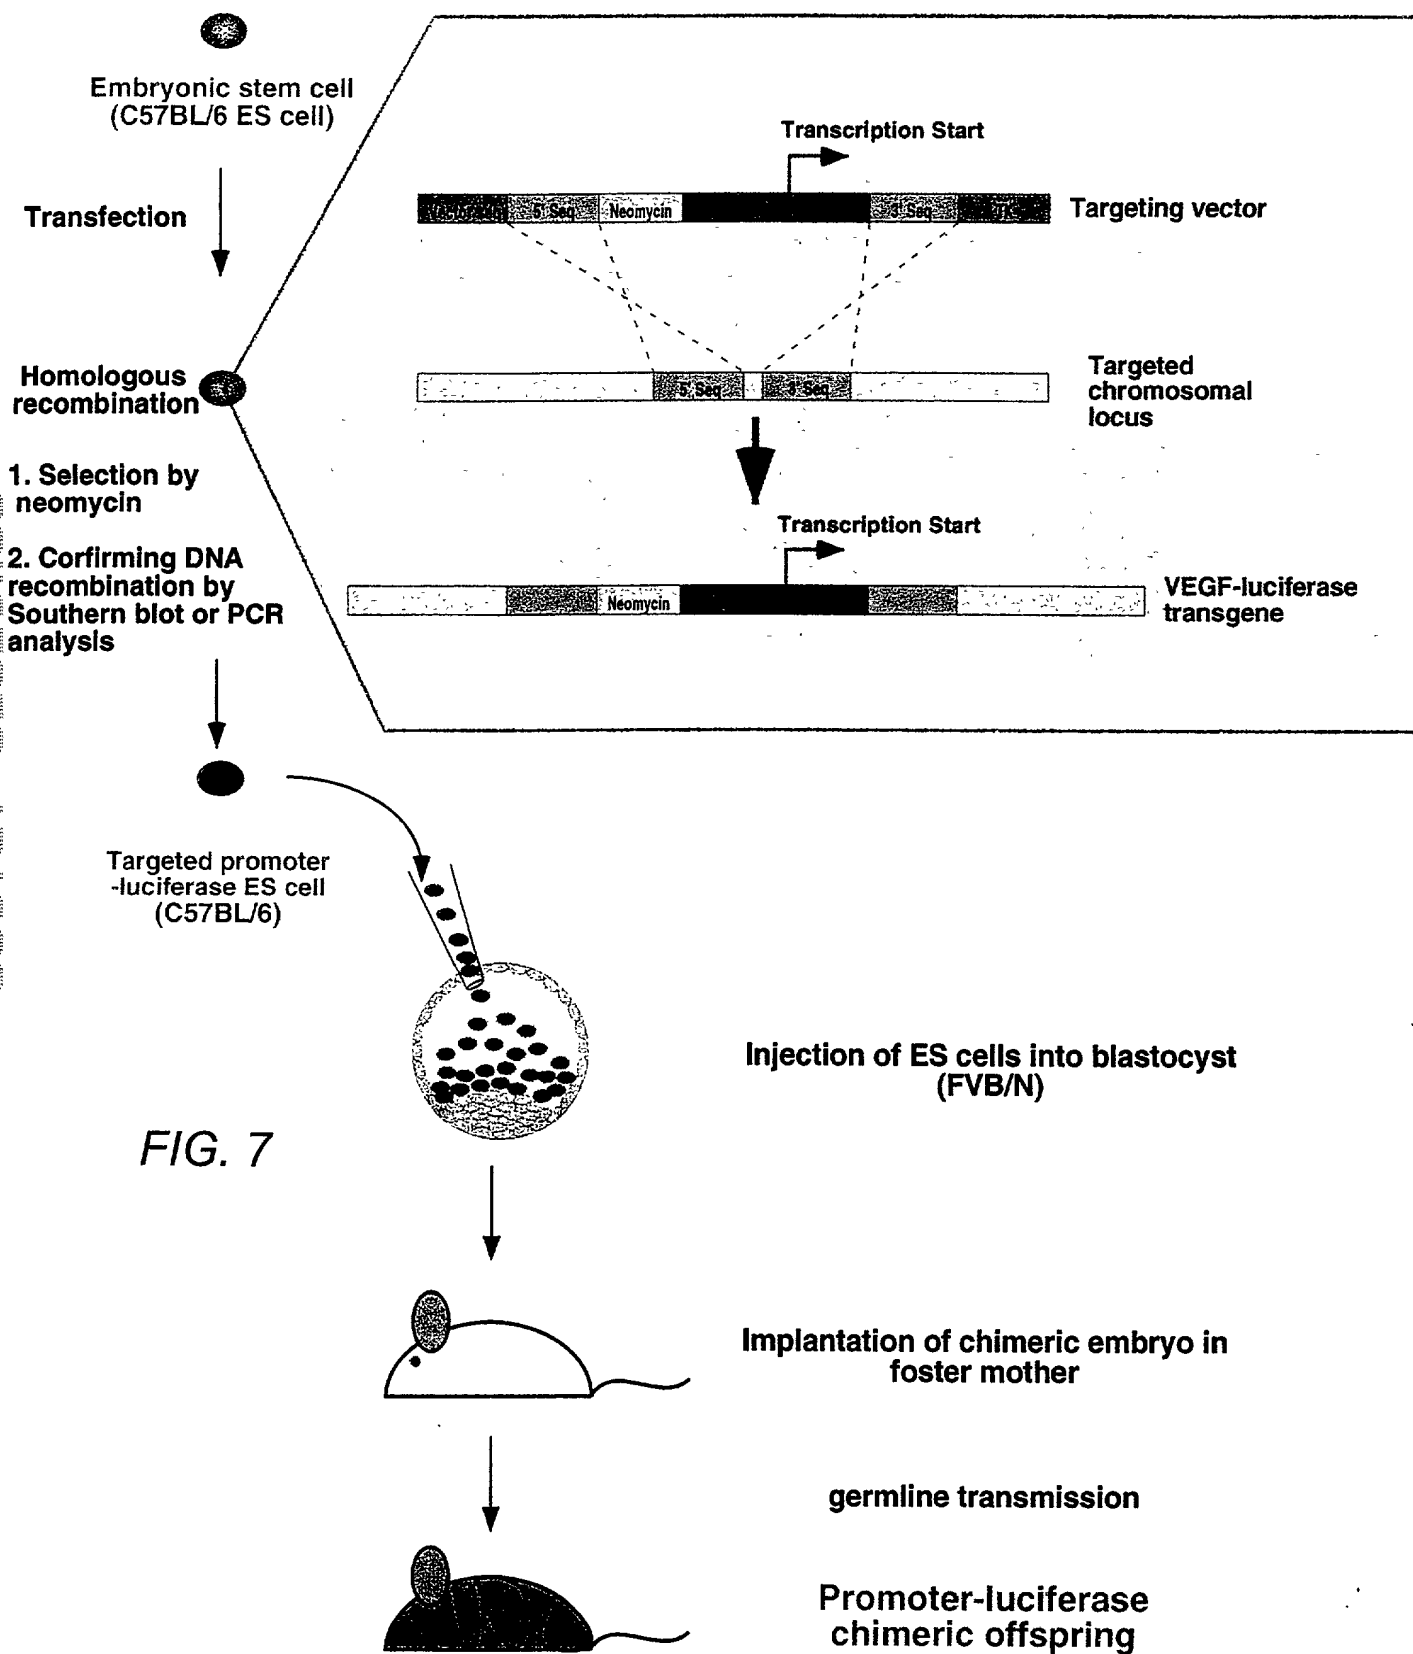 Embryonic stem cell
(C57BL/6 ES cell)
Transcription Start
Transfection
5' Seq
Neomycin
3' Seq
Targeting vector
Homologous
recombination
5' Seq
3' Seq
Targeted
chromosomal
locus
1. Selection by
neomycin
Transcription Start
2. Corfirming DNA
recombination by
Southern blot or PCR
analysis
Neomycin
VEGF-luciferase
transgene
Targeted promoter
-luciferase ES cell
(C57BL/6)
Injection of ES cells into blastocyst
(FVB/N)
FIG. 7
Implantation of chimeric embryo in
foster mother
germline transmission
Promoter-luciferase
chimeric offspring